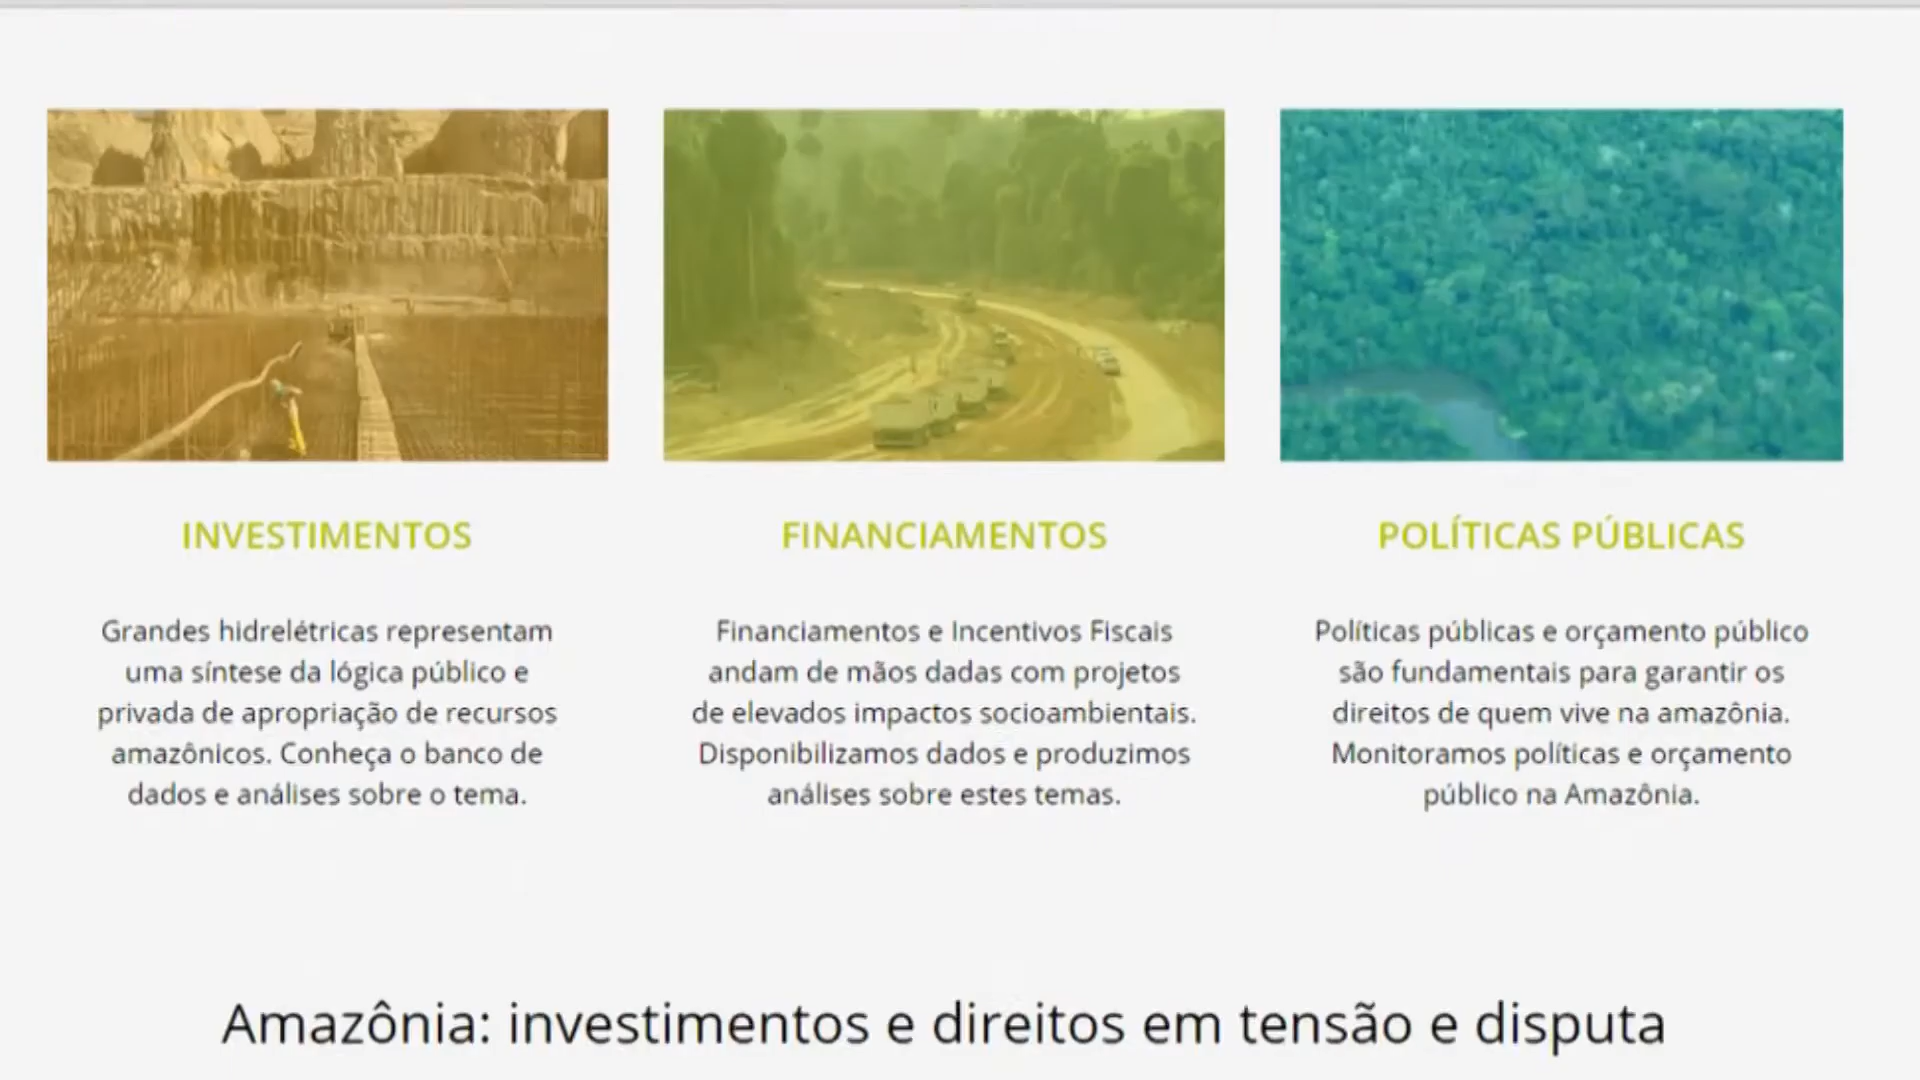 INVESTIMENTOS
Grandes hidrelétricas representam
uma síntese da lógica público e
privada de apropriação de recursos
amazônicos. Conheça o banco de
dados e análises sobre o tema.
FINANCIAMENTOS
Financiamentos e Incentivos Fiscais
andam de mãos dadas com projetos
de elevados impactos socioambientais.
Disponibilizamos dados e produzimos
análises sobre estes temas.
POLÍTICAS PÚBLICAS
Políticas públicas e orçamento público
são fundamentais para garantir os
direitos de quem vive na amazônia.
Monitoramos políticas e orçamento
público na Amazônia.
Amazônia: investimentos e direitos em tensão e disputa